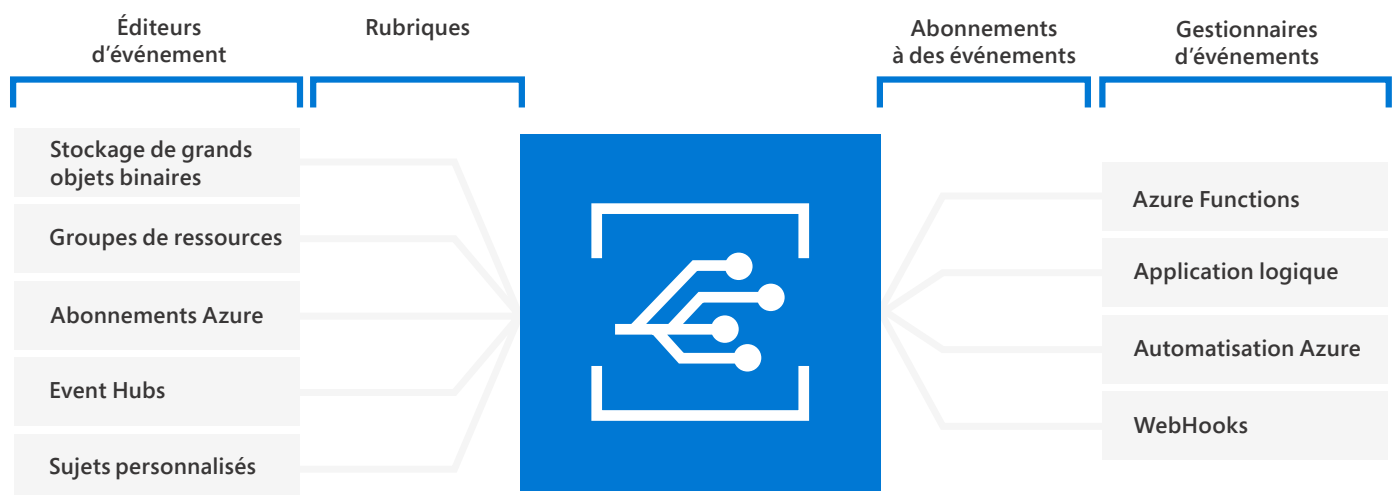 Éditeurs
d’événement
Rubriques
Abonnements
à des événements
Gestionnaires
d’événements
Stockage de grands
objets binaires
Groupes de ressources
Abonnements Azure
Event Hubs
Sujets personnalisés
Azure Functions
Application logique
Automatisation Azure
WebHooks